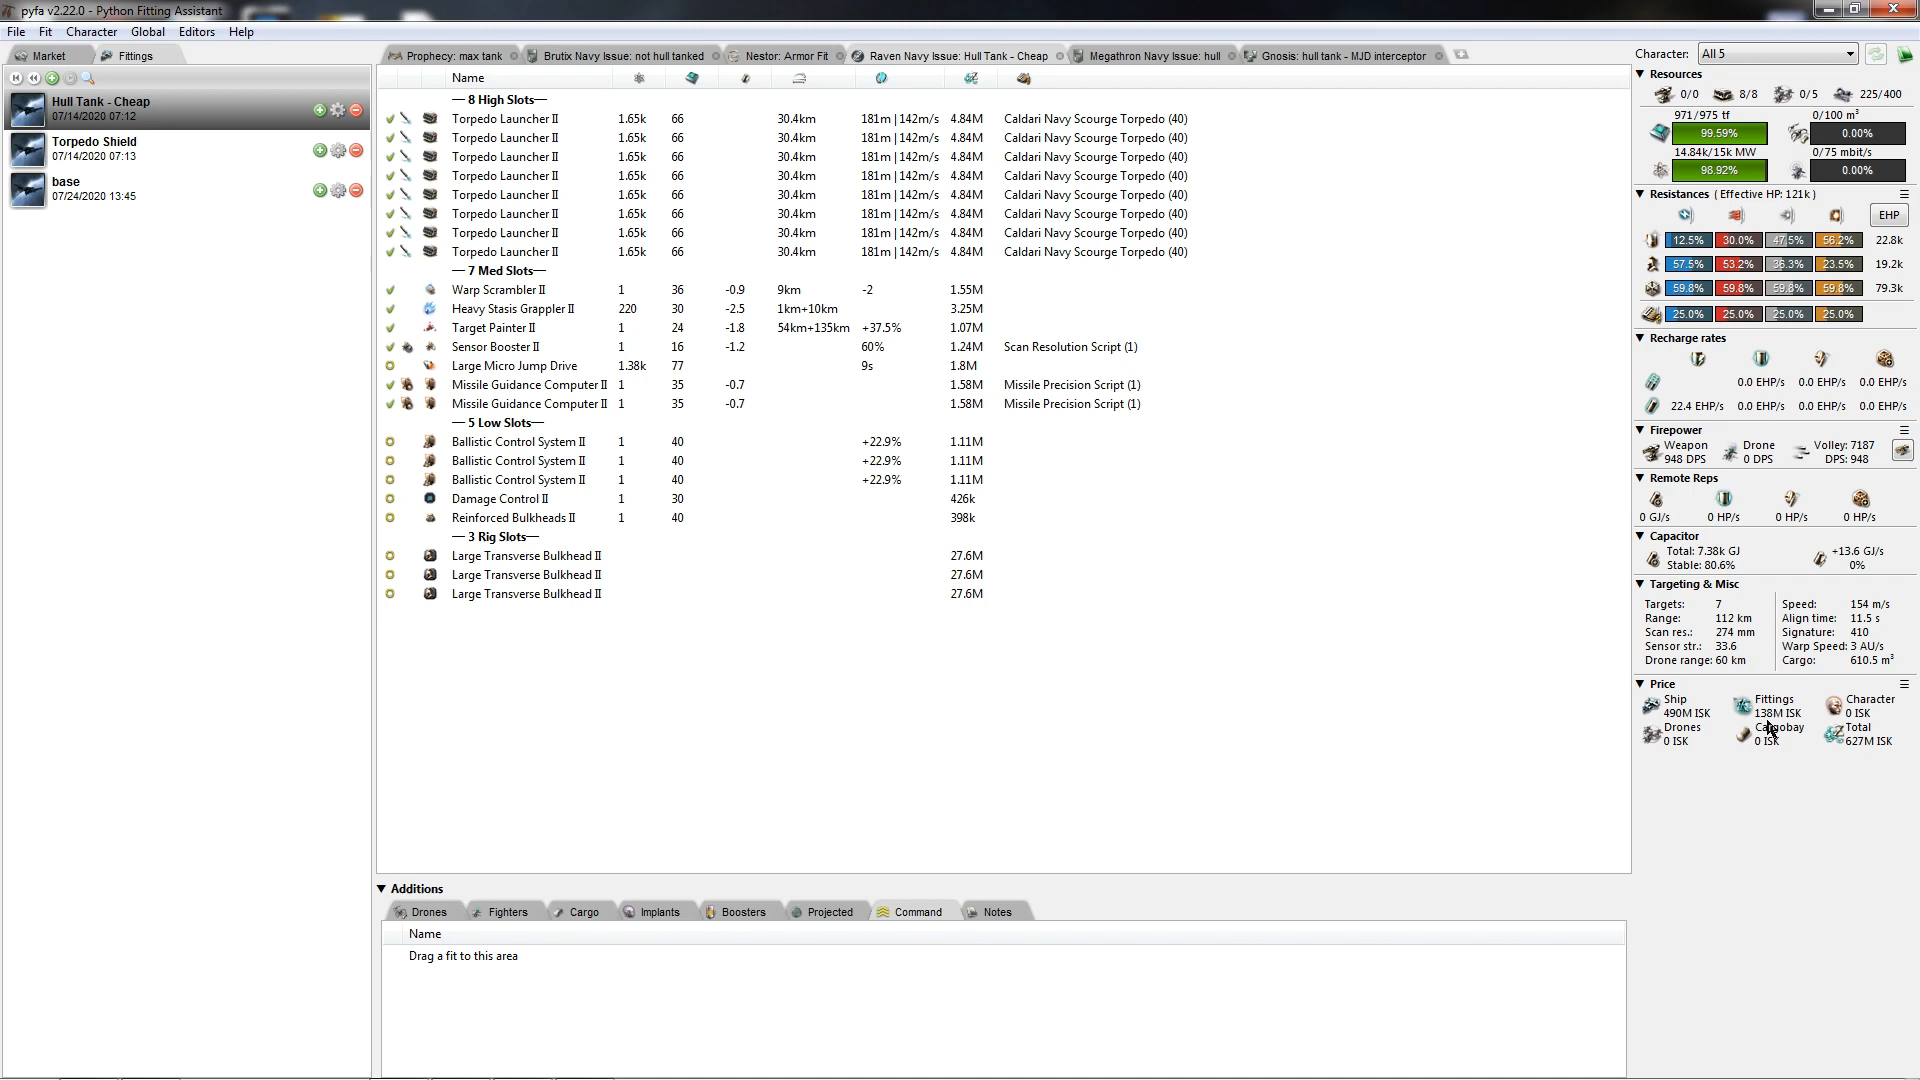 pyfa v2.22.0 - Python Fitting Assistant
File Edit Character Global Editors Help
Market Fittings
Hull Tank - Cheap
07/14/2020 07:12
Torpedo Shield
07/14/2020 07:13
base
07/24/2020 13:45
Prophecy: max tank Brutix Navy Issue: not hull tanked Nestor: Armor Fit Raven Navy Issue: Hull Tank - Cheap Megathron Navy Issue: hull Gnosis: hull tank - MJD interceptor
Name
— 8 High Slots—
Torpedo Launcher II 1.65k 66 30.4km 181m | 142m/s 4.84M Caldari Navy Scourge Torpedo (40)
Torpedo Launcher II 1.65k 66 30.4km 181m | 142m/s 4.84M Caldari Navy Scourge Torpedo (40)
Torpedo Launcher II 1.65k 66 30.4km 181m | 142m/s 4.84M Caldari Navy Scourge Torpedo (40)
Torpedo Launcher II 1.65k 66 30.4km 181m | 142m/s 4.84M Caldari Navy Scourge Torpedo (40)
Torpedo Launcher II 1.65k 66 30.4km 181m | 142m/s 4.84M Caldari Navy Scourge Torpedo (40)
Torpedo Launcher II 1.65k 66 30.4km 181m | 142m/s 4.84M Caldari Navy Scourge Torpedo (40)
Torpedo Launcher II 1.65k 66 30.4km 181m | 142m/s 4.84M Caldari Navy Scourge Torpedo (40)
Torpedo Launcher II 1.65k 66 30.4km 181m | 142m/s 4.84M Caldari Navy Scourge Torpedo (40)
— 7 Med Slots—
Warp Scrambler II 1 36 -0.9 9km -2 1.55M
Heavy Stasis Grappler II 220 30 -2.5 1km+10km 3.25M
Target Painter II 1 24 -1.8 54km+135km +37.5% 1.07M
Sensor Booster II 1 16 -1.2 60% 1.24M Scan Resolution Script (1)
Large Micro Jump Drive 1.38k 77 9s 1.8M
Missile Guidance Computer II 1 35 -0.7 1.58M Missile Precision Script (1)
Missile Guidance Computer II 1 35 -0.7 1.58M Missile Precision Script (1)
— 5 Low Slots—
Ballistic Control System II 1 40 +22.9% 1.11M
Ballistic Control System II 1 40 +22.9% 1.11M
Ballistic Control System II 1 40 +22.9% 1.11M
Damage Control II 1 30 426k
Reinforced Bulkheads II 1 40 398k
— 3 Rig Slots—
Large Transverse Bulkhead II 27.6M
Large Transverse Bulkhead II 27.6M
Large Transverse Bulkhead II 27.6M
Additions
Drones Fighters Cargo Implants Boosters Projected Command Notes
Name
Drag a fit to this area
Character: All 5
Resources
0/0 8/8 0/5 225/400
971/975 tf 0/100 m³
99.59% 0.00%
14.84k/15k MW 0/75 mbit/s
98.92% 0.00%
Resistances ( Effective HP: 121k )
EHP
12.5% 30.0% 47.5% 56.2% 22.8k
57.5% 53.2% 36.3% 23.5% 19.2k
59.8% 59.8% 59.8% 59.8% 79.3k
25.0% 25.0% 25.0% 25.0%
Recharge rates
0.0 EHP/s 0.0 EHP/s 0.0 EHP/s
22.4 EHP/s 0.0 EHP/s 0.0 EHP/s 0.0 EHP/s
Firepower
Weapon Drone Volley: 7187
948 DPS 0 DPS DPS: 948
Remote Reps
0 GJ/s 0 HP/s 0 HP/s 0 HP/s
Capacitor
Total: 7.38k GJ +13.6 GJ/s
Stable: 80.6% 0%
Targeting & Misc
Targets: 7 Speed: 154 m/s
Range: 112 km Align time: 11.5 s
Scan res.: 274 mm Signature: 410
Sensor str.: 33.6 Warp Speed: 3 AU/s
Drone range: 60 km Cargo: 610.5 m³
Price
Ship Fittings Character
490M ISK 138M ISK 0 ISK
Drones Cargobay Total
0 ISK 0 ISK 627M ISK